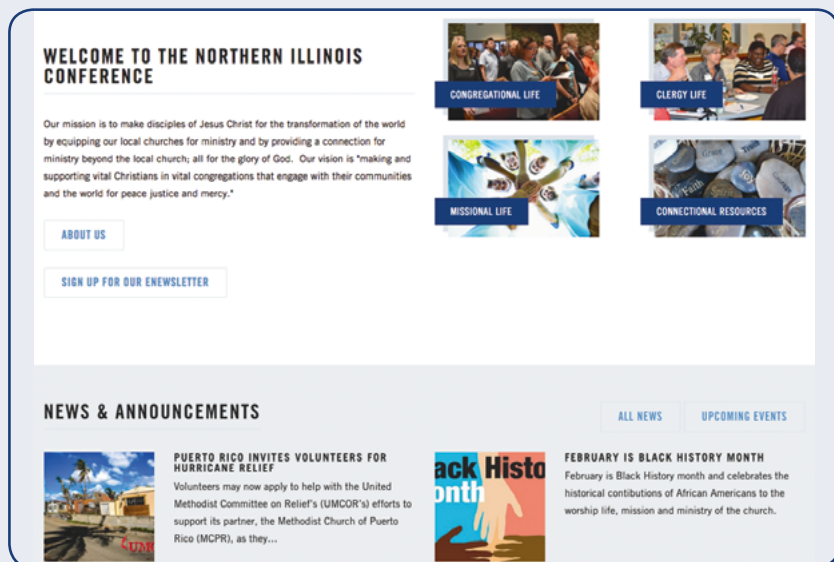 WELCOME TO THE NORTHERN ILLINOIS
CONFERENCE
Our mission is to make disciples of Jesus Christ for the transformation of the world
by equipping our local churches for ministry and by providing a connection for
ministry beyond the local church; all for the glory of God. Our vision is "making and
supporting vital Christians in vital congregations that engage with their communities
and the world for peace justice and mercy."
ABOUT US
SIGN UP FOR OUR ENEWSLETTER
CONGREGATIONAL LIFE
CLERGY LIFE
MISSIONAL LIFE
Grace
Truth
Joy
Faith
CONNECTIONAL RESOURCES
NEWS & ANNOUNCEMENTS
ALL NEWS
UPCOMING EVENTS
UMC
PUERTO RICO INVITES VOLUNTEERS FOR
HURRICANE RELIEF
Volunteers may now apply to help with the United
Methodist Committee on Relief's (UMCOR's) efforts to
support its partner, the Methodist Church of Puerto
Rico (MCPR), as they...
ack Histo
onth
FEBRUARY IS BLACK HISTORY MONTH
February is Black History month and celebrates the
historical contibutions of African Americans to the
worship life, mission and ministry of the church.